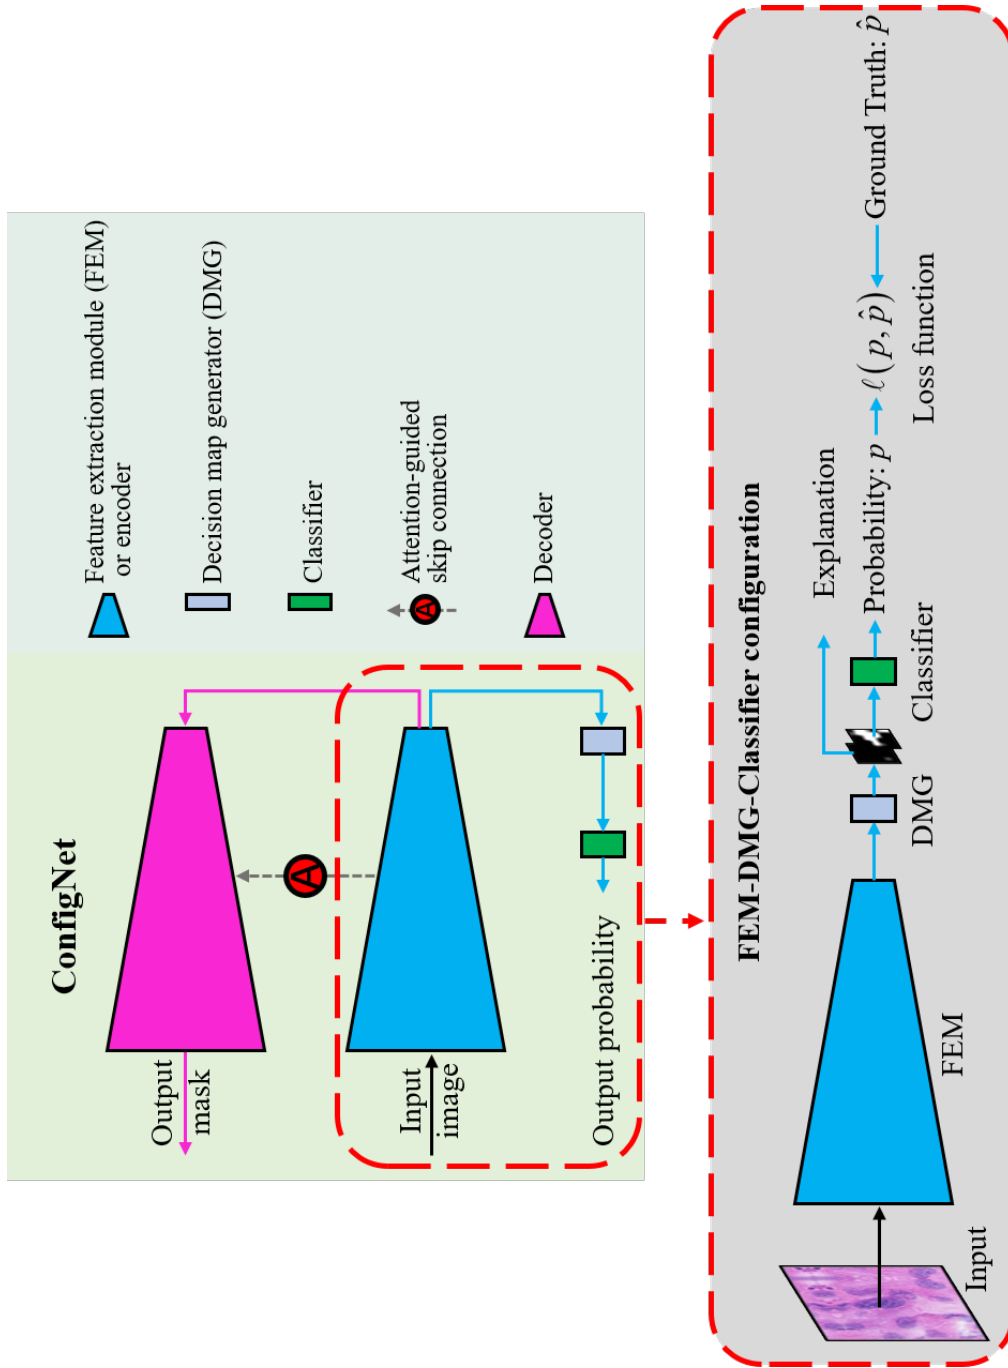 ConfigNet
Output
mask
A
Input
image
Output probability
Feature extraction module (FEM)
or encoder
Decision map generator (DMG)
Classifier
A
Attention-guided
skip connection
Decoder
FEM-DMG-Classifier configuration
Input
FEM
DMG
Classifier
Explanation
Probability: p
ℓ(p, p̂)
Loss function
Ground Truth: p̂